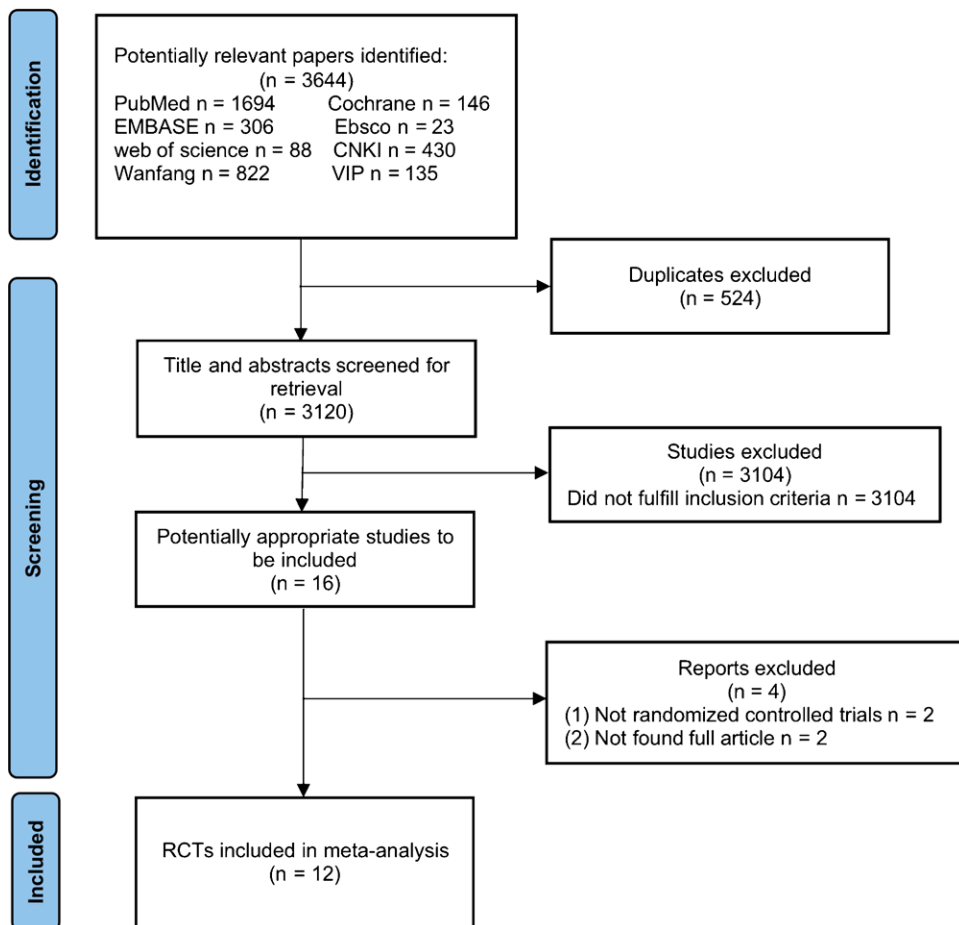 Identification
Potentially relevant papers identified:
(n = 3644)
PubMed n = 1694 Cochrane n = 146
EMBASE n = 306 Ebsco n = 23
web of science n = 88 CNKI n = 430
Wanfang n = 822 VIP n = 135
Duplicates excluded
(n = 524)
Screening
Title and abstracts screened for
retrieval
(n = 3120)
Studies excluded
(n = 3104)
Did not fulfill inclusion criteria n = 3104
Potentially appropriate studies to
be included
(n = 16)
Reports excluded
(n = 4)
(1) Not randomized controlled trials n = 2
(2) Not found full article n = 2
Included
RCTs included in meta-analysis
(n = 12)